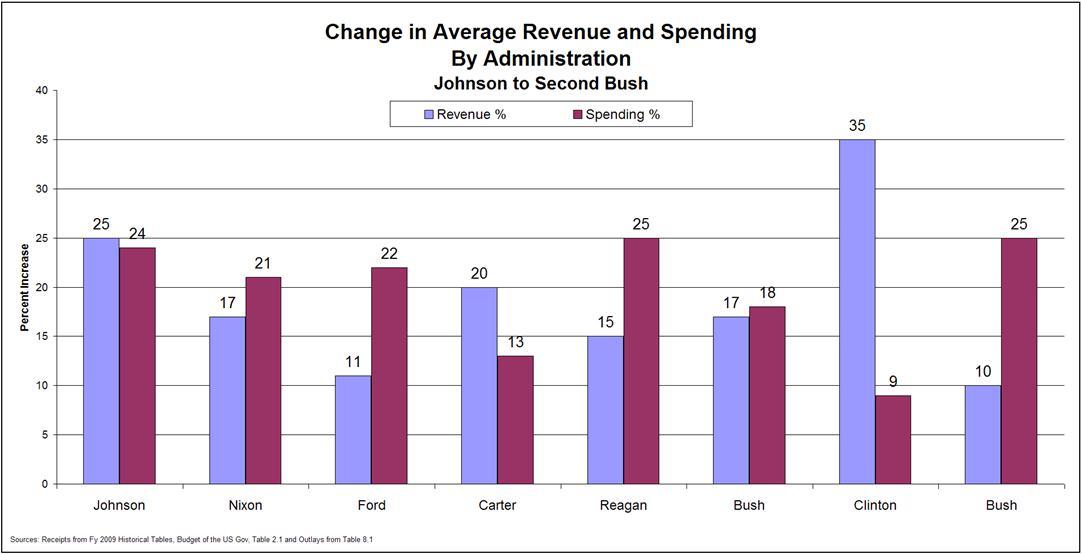 Change in Average Revenue and Spending
By Administration
Johnson to Second Bush
Revenue % Spending %
Percent Increase
40
35
30
25
20
15
10
5
0
25 24
17 21
11 22
20 13
15 25
17 18
35 9
10 25
Johnson Nixon Ford Carter Reagan Bush Clinton Bush
Sources: Receipts from Fy 2009 Historical Tables, Budget of the US Gov, Table 2.1 and Outlays from Table 8.1